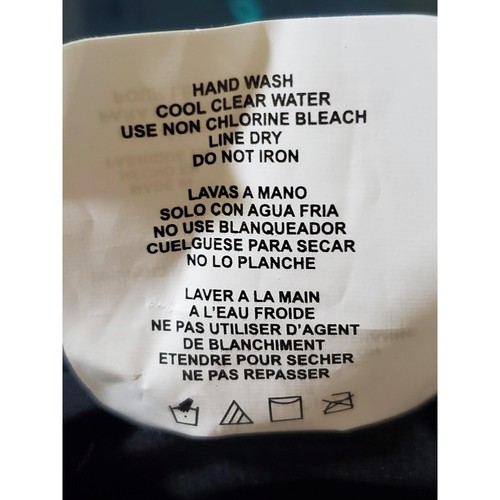 HAND WASH
COOL CLEAR WATER
USE NON CHLORINE BLEACH
LINE DRY
DO NOT IRON
LAVAS A MANO
SOLO CON AGUA FRIA
NO USE BLANQUEADOR
CUELGUESE PARA SECAR
NO LO PLANCHE
LAVER A LA MAIN
A L'EAU FROIDE
NE PAS UTILISER D'AGENT
DE BLANCHIMENT
ETENDRE POUR SECHER
NE PAS REPASSER